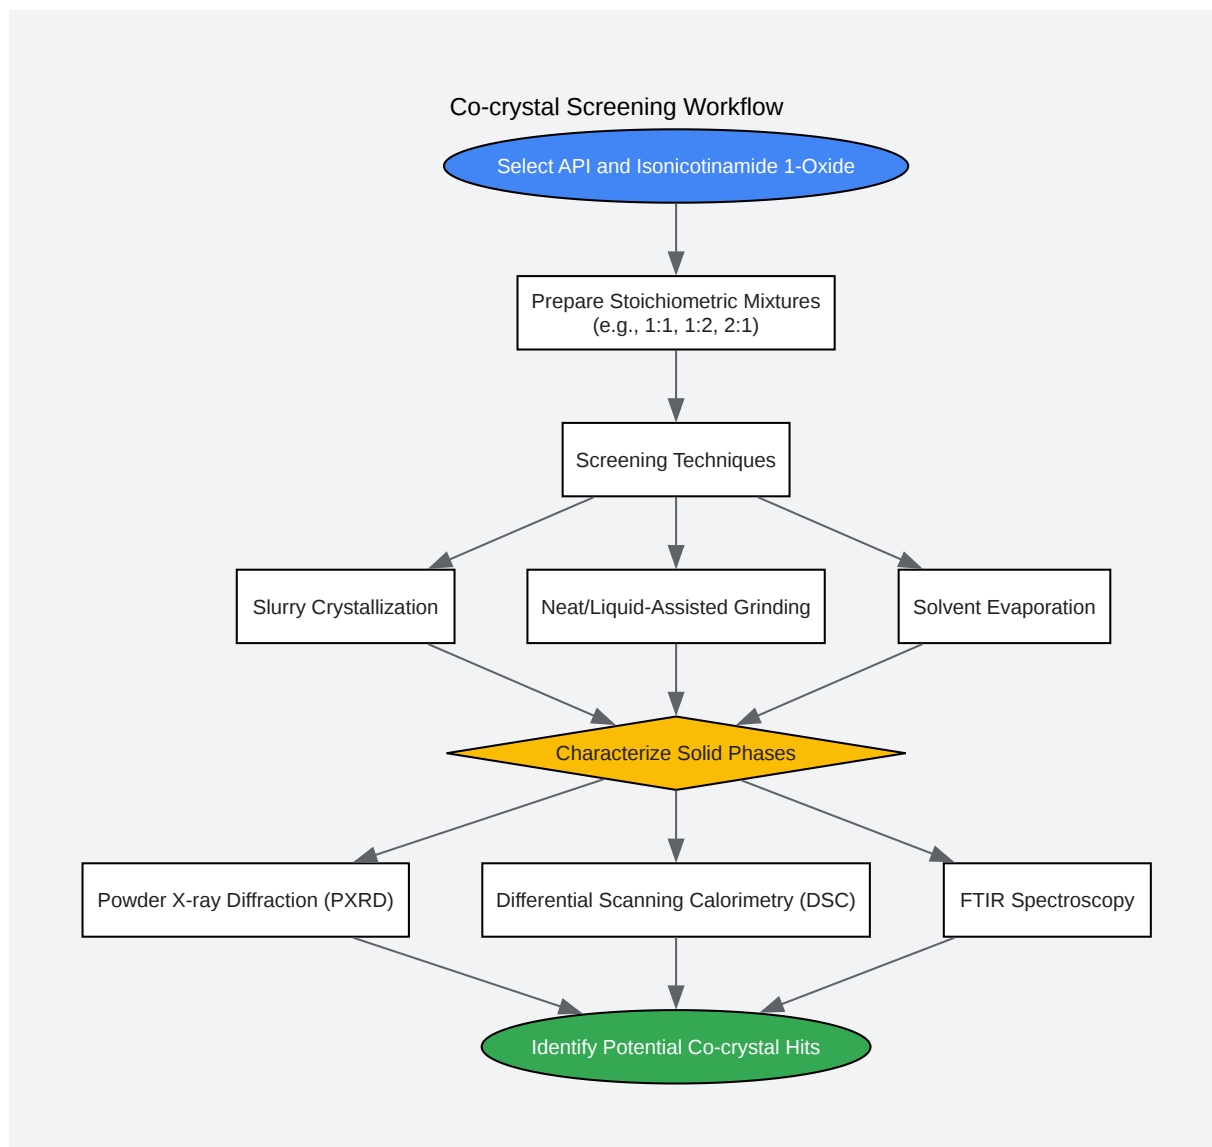 Co-crystal Screening Workflow
Select API and Isonicotinamide 1-Oxide
Prepare Stoichiometric Mixtures
(e.g., 1:1, 1:2, 2:1)
Screening Techniques
Slurry Crystallization
Neat/Liquid-Assisted Grinding
Solvent Evaporation
Characterize Solid Phases
Powder X-ray Diffraction (PXRD)
Differential Scanning Calorimetry (DSC)
FTIR Spectroscopy
Identify Potential Co-crystal Hits